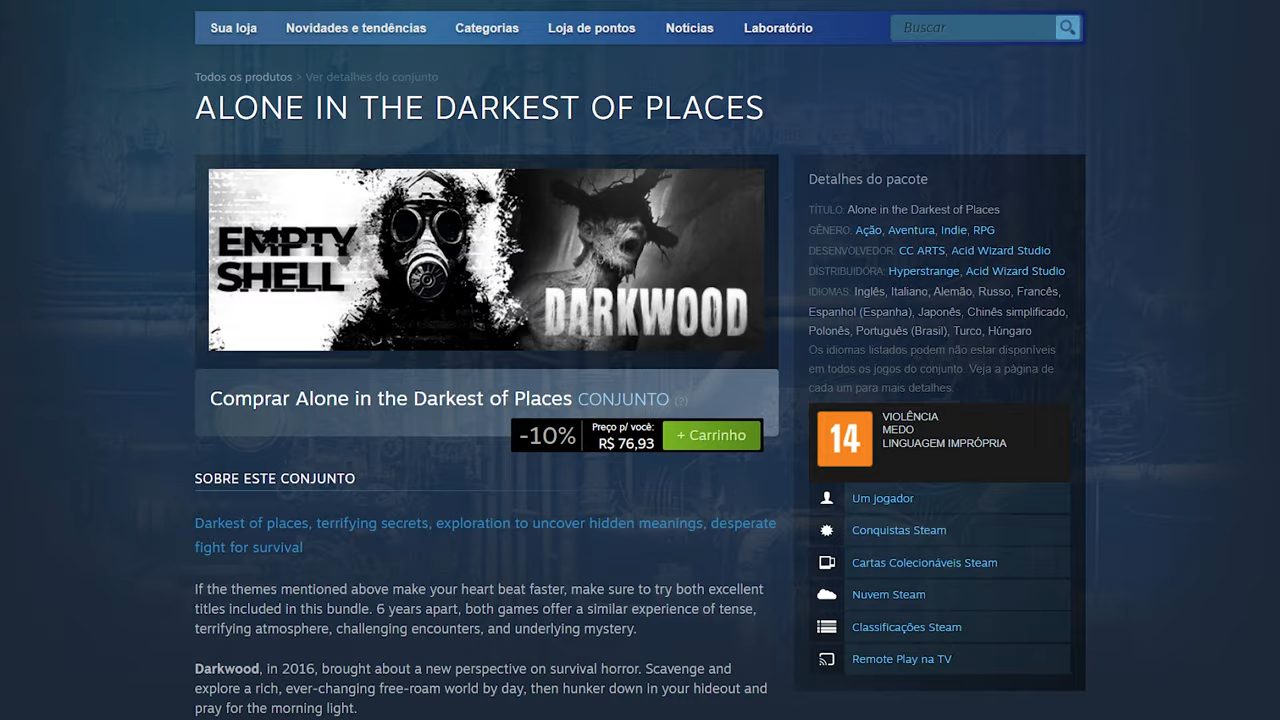 Sua loja Novidades e tendências Categorias Loja de pontos Notícias Laboratório Buscar
Todos os produtos > Ver detalhes do conjunto
ALONE IN THE DARKEST OF PLACES
EMPTY
SHELL
DARKWOOD
Comprar Alone in the Darkest of Places CONJUNTO (?)
-10% Preço p/ você:
R$ 76,93
+ Carrinho
SOBRE ESTE CONJUNTO
Darkest of places, terrifying secrets, exploration to uncover hidden meanings, desperate
fight for survival
If the themes mentioned above make your heart beat faster, make sure to try both excellent
titles included in this bundle. 6 years apart, both games offer a similar experience of tense,
terrifying atmosphere, challenging encounters, and underlying mystery.
Darkwood, in 2016, brought about a new perspective on survival horror. Scavenge and
explore a rich, ever-changing free-roam world by day, then hunker down in your hideout and
pray for the morning light.
Detalhes do pacote
TÍTULO: Alone in the Darkest of Places
GÊNERO: Ação, Aventura, Indie, RPG
DESENVOLVEDOR: CC ARTS, Acid Wizard Studio
DISTRIBUIDORA: Hyperstrange, Acid Wizard Studio
IDIOMAS: Inglês, Italiano, Alemão, Russo, Francês,
Espanhol (Espanha), Japonês, Chinês simplificado,
Polonês, Português (Brasil), Turco, Húngaro
Os idiomas listados podem não estar disponíveis
em todos os jogos do conjunto. Veja a página de
cada um para mais detalhes.
14
VIOLÊNCIA
MEDO
LINGUAGEM IMPRÓPRIA
Um jogador
Conquistas Steam
Cartas Colecionáveis Steam
Nuvem Steam
Classificações Steam
Remote Play na TV